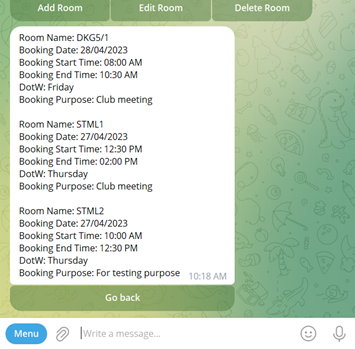 Add Room Edit Room Delete Room
Room Name: DKG5/1
Booking Date: 28/04/2023
Booking Start Time: 08:00 AM
Booking End Time: 10:30 AM
DotW: Friday
Booking Purpose: Club meeting
Room Name: STML1
Booking Date: 27/04/2023
Booking Start Time: 12:30 PM
Booking End Time: 02:00 PM
DotW: Thursday
Booking Purpose: Club meeting
Room Name: STML2
Booking Date: 27/04/2023
Booking Start Time: 10:00 AM
Booking End Time: 12:30 PM
DotW: Thursday
Booking Purpose: For testing purpose 10:18 AM
Go back
Menu Write a message...